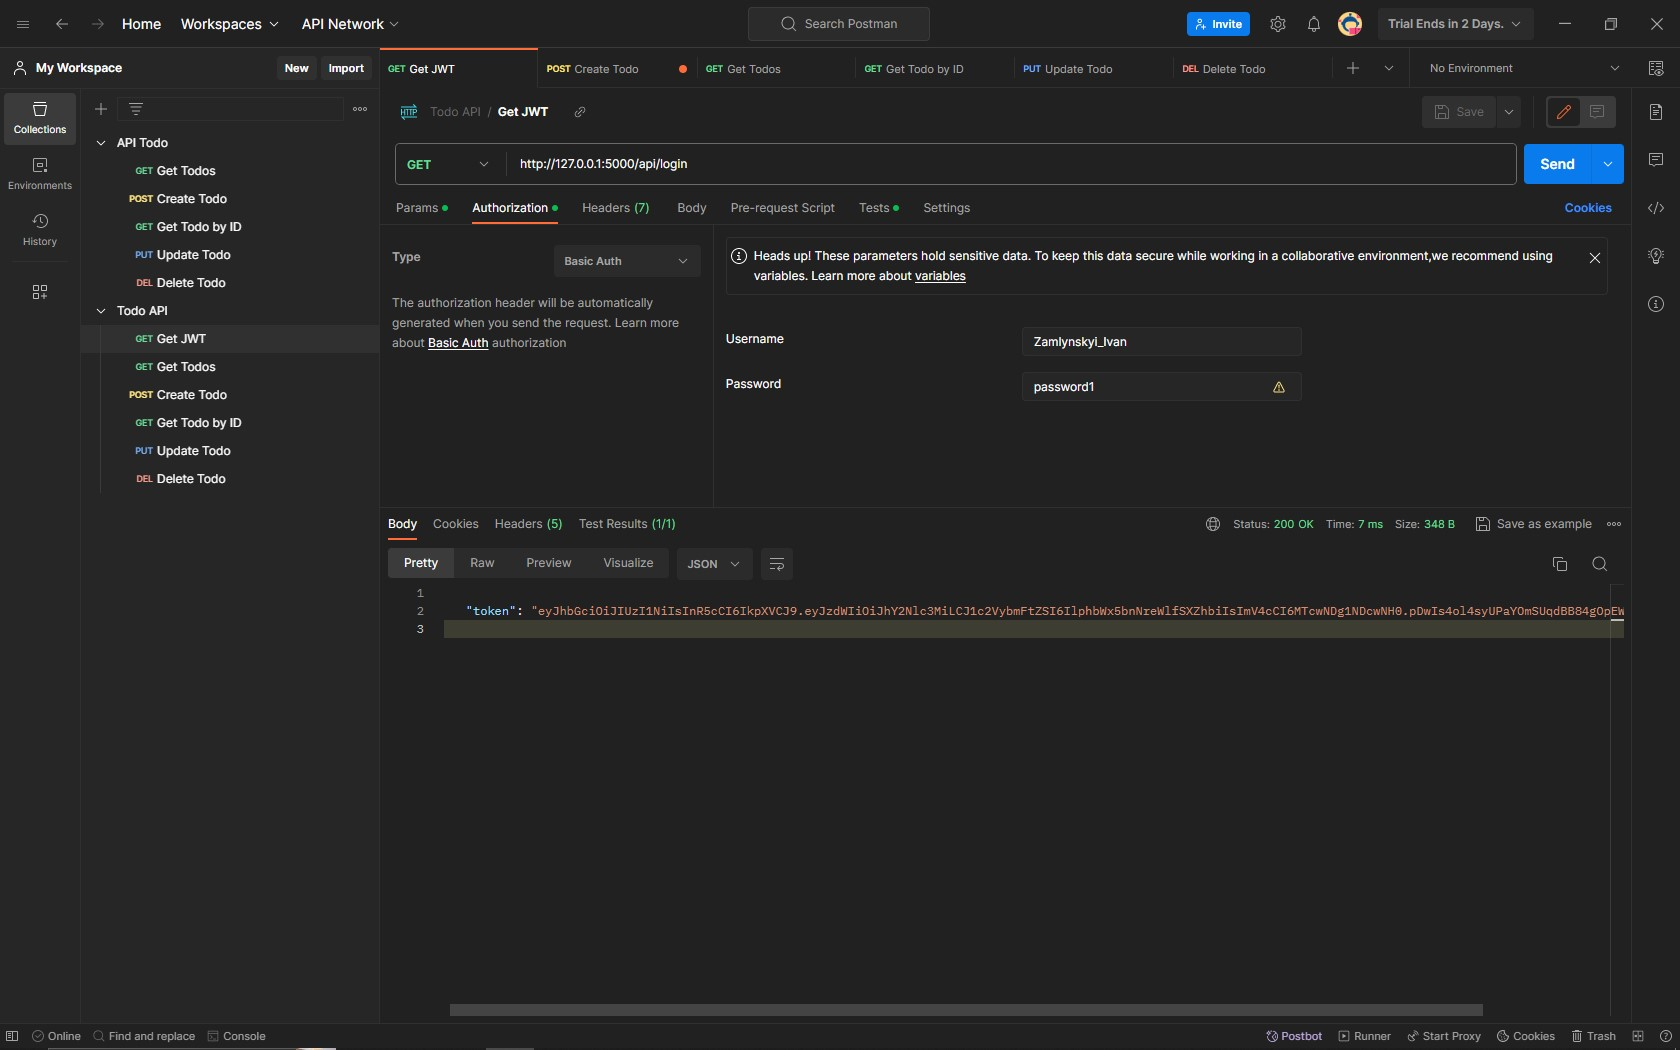 Home Workspaces API Network Search Postman Invite Trial Ends in 2 Days.
My Workspace New Import GET Get JWT POST Create Todo GET Get Todos GET Get Todo by ID PUT Update Todo DEL Delete Todo No Environment
Collections
Environments
History
API Todo
GET Get Todos
POST Create Todo
GET Get Todo by ID
PUT Update Todo
DEL Delete Todo
Todo API
GET Get JWT
GET Get Todos
POST Create Todo
GET Get Todo by ID
PUT Update Todo
DEL Delete Todo
HTTP Todo API / Get JWT Save
GET http://127.0.0.1:5000/api/login Send
Params Authorization Headers (7) Body Pre-request Script Tests Settings Cookies
Type Basic Auth
The authorization header will be automatically
generated when you send the request. Learn more
about Basic Auth authorization
Heads up! These parameters hold sensitive data. To keep this data secure while working in a collaborative environment,we recommend using
variables. Learn more about variables
Username Zamlynskyi_Ivan
Password password1
Body Cookies Headers (5) Test Results (1/1) Status: 200 OK Time: 7 ms Size: 348 B Save as example
Pretty Raw Preview Visualize JSON
1
2 "token": "eyJhbGciOiJIUzI1NiIsInR5cCI6IkpXVCJ9.eyJzdWIiOiJhY2Nlc3MiLCJ1c2VybmFtZSI6IlphbWx5bnNreWlfSXZhbiIsImV4cCI6MTcwNDg1NDcwNH0.pDwIs4ol4syUPaYOmSUqdBB84gOpEW
3
Online Find and replace Console Postbot Runner Start Proxy Cookies Trash